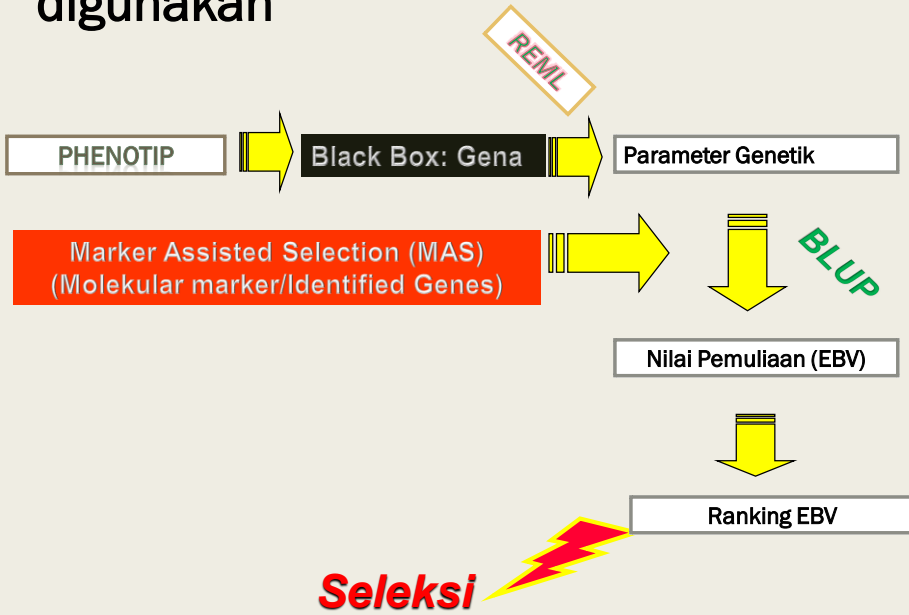 digunakan
REML
PHENOTIP
Black Box: Gena
Parameter Genetik
Marker Assisted Selection (MAS)
(Molekular marker/Identified Genes)
BLUP
Nilai Pemuliaan (EBV)
Ranking EBV
Seleksi